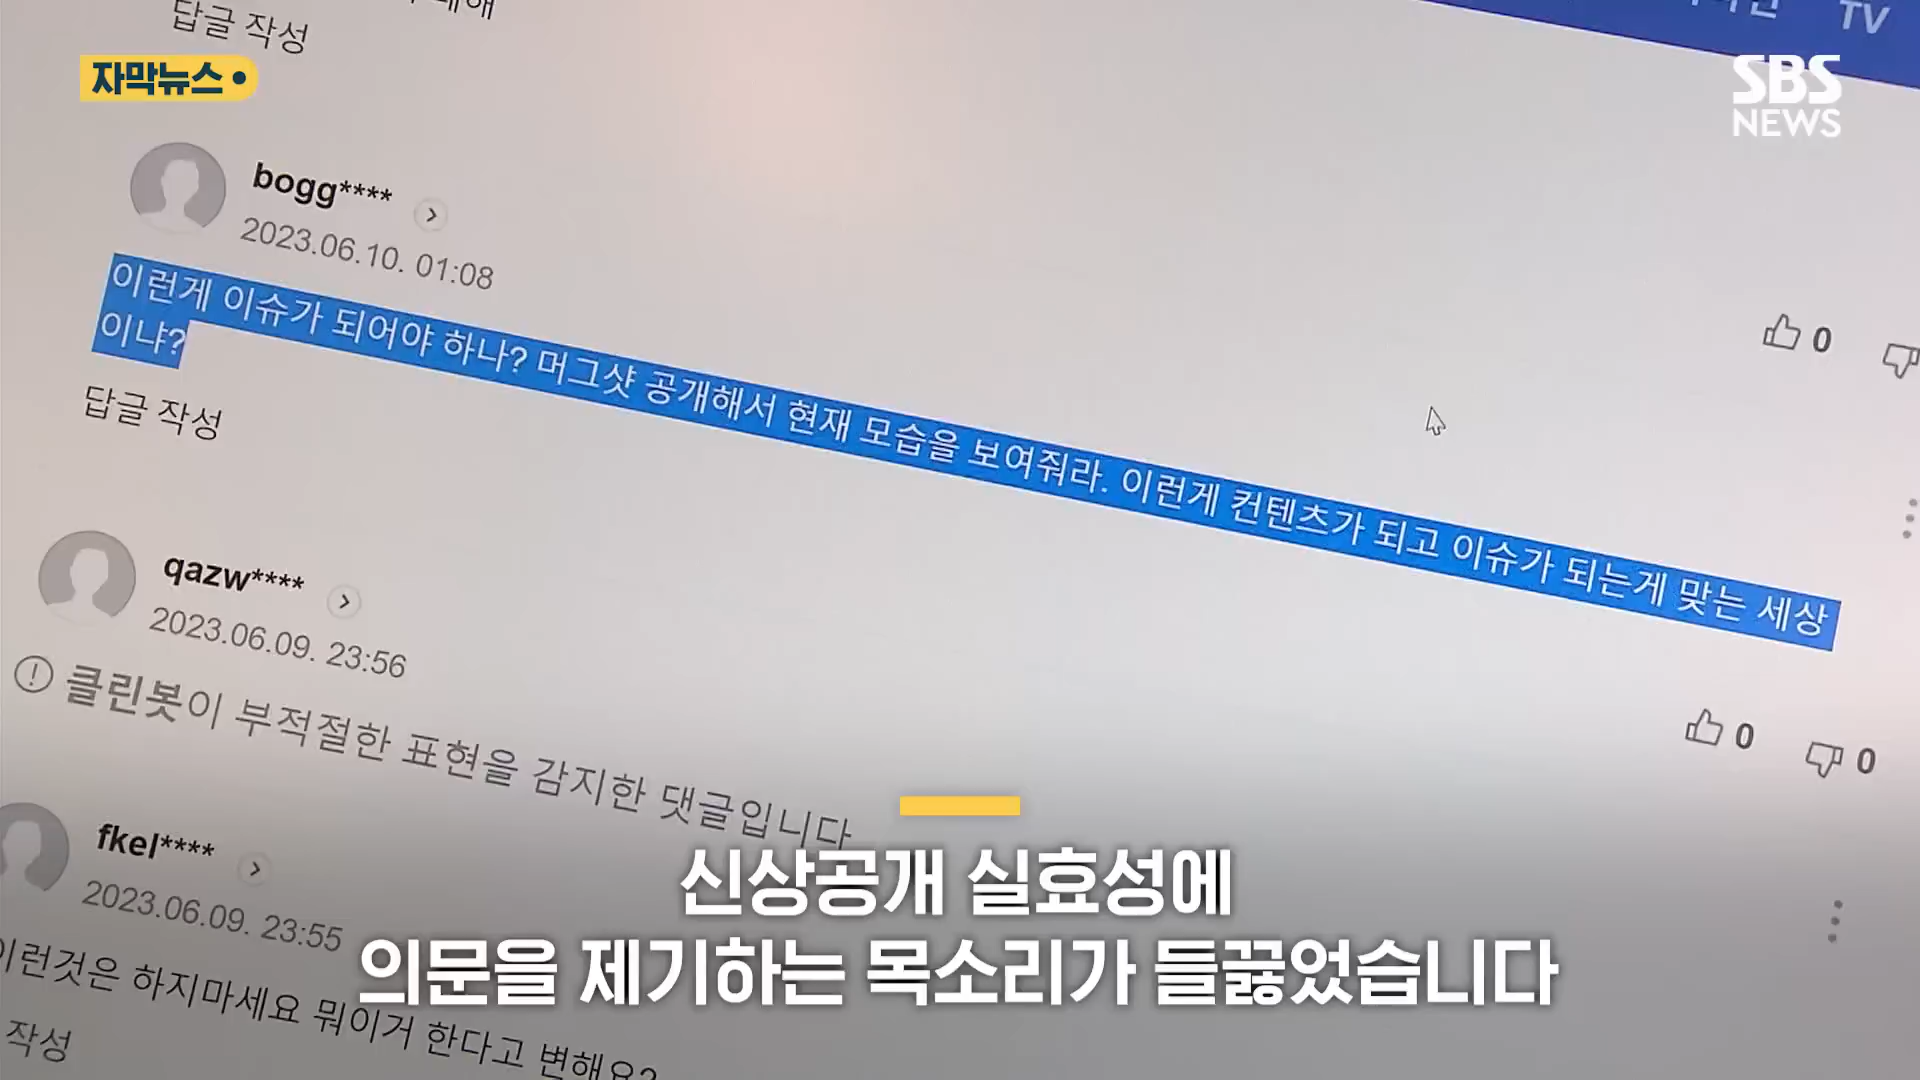 답글 작성
TV
자막뉴스
SBS
NEWS
bogg****
2023.06.10. 01:08
이런게 이슈가 되어야 하나? 머그샷 공개해서 현재 모습을 보여줘라. 이런게 컨텐츠가 되고 이슈가 되는게 맞는 세상
이냐?
0
답글 작성
qazw****
2023.06.09. 23:56
클린봇이 부적절한 표현을 감지한 댓글입니다
0
0
fkel****
2023.06.09. 23:55
이런것은 하지마세요 뭐이거 한다고 변해요?
작성
신상공개 실효성에
의문을 제기하는 목소리가 들끓었습니다